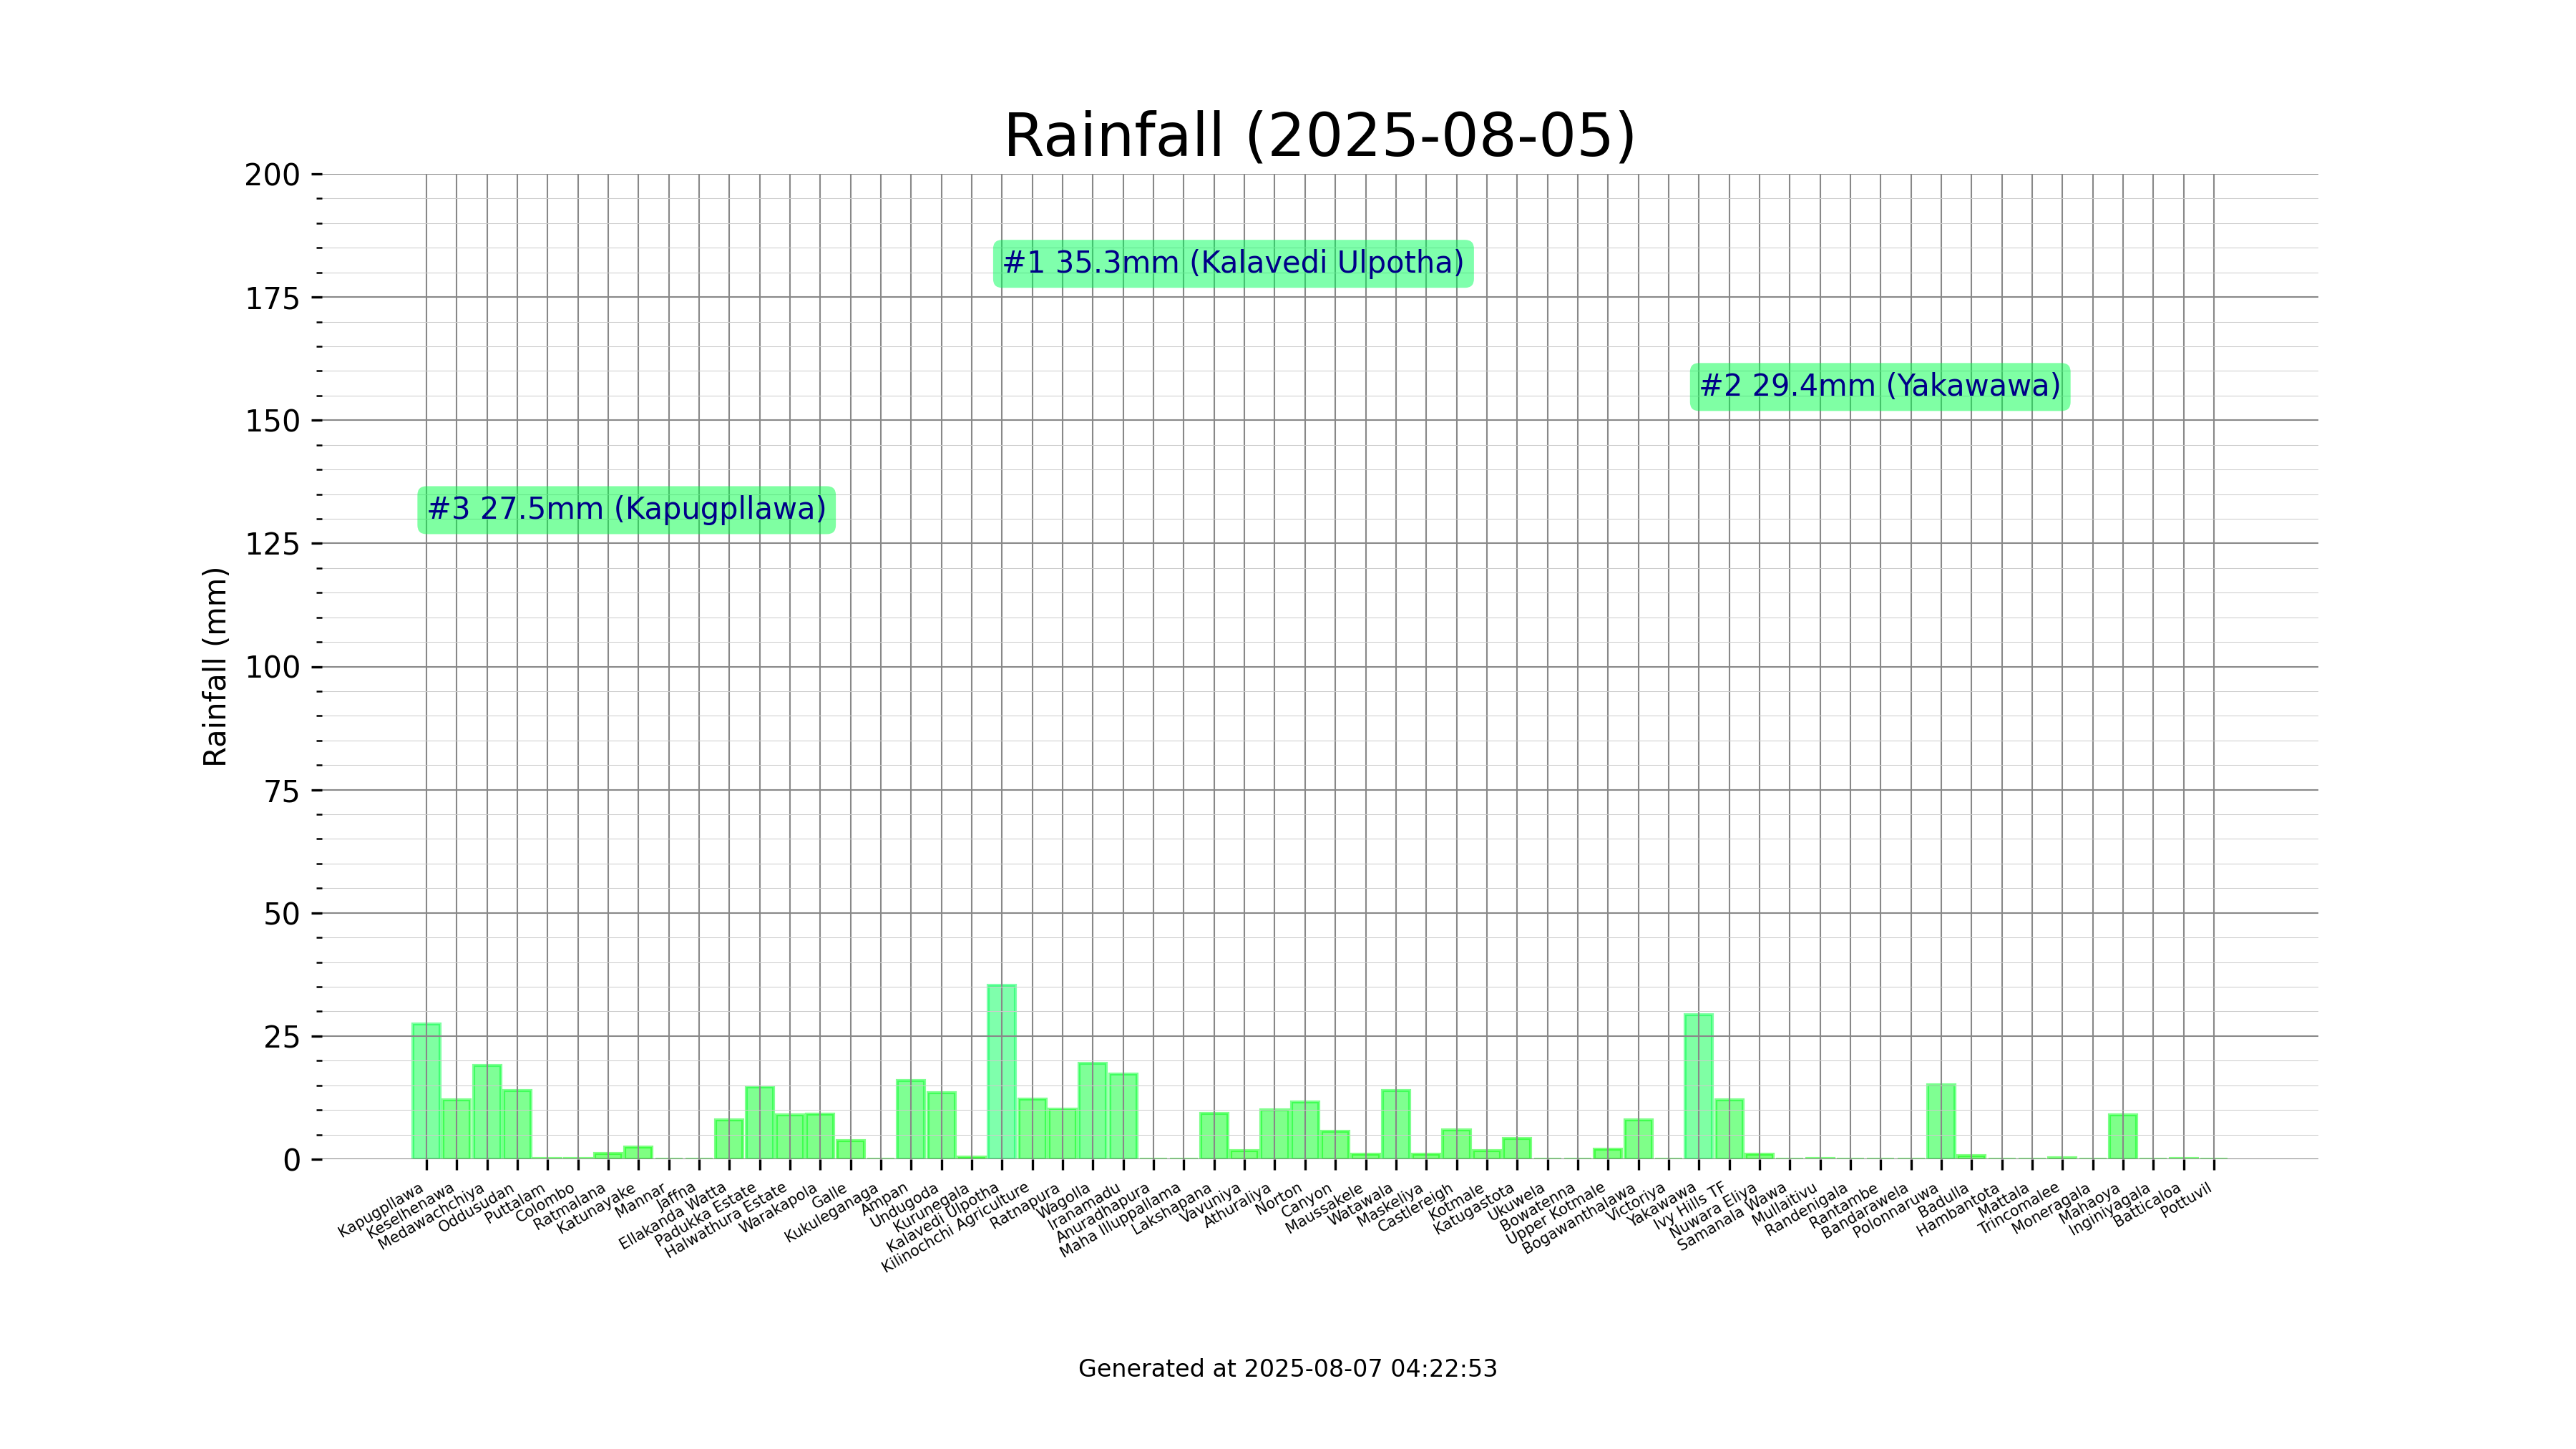 Rainfall (2025-08-05)
200
175
150
125
100
75
50
25
0
Rainfall (mm)
#1 35.3mm (Kalavedi Ulpotha)
#2 29.4mm (Yakawawa)
#3 27.5mm (Kapugpllawa)
Kapugpllawa
Keselhenawa
Medawachchiya
Oddusudan
Puttalam
Colombo
Ratmalana
Katunayake
Mannar
Jaffna
Ellakanda Watta
Padukka Estate
Halwathura Estate
Warakapola
Galle
Kukuleganaga
Ampan
Undugoda
Kurunegala
Kalavedi Ulpotha
Kilinochchi Agriculture
Ratnapura
Wagolla
Iranamadu
Anuradhapura
Maha Illuppallama
Lakshapana
Vavuniya
Athuraliya
Norton
Canyon
Maussakele
Watawala
Maskeliya
Castlereigh
Kotmale
Katugastota
Ukuwela
Bowatenna
Upper Kotmale
Bogawanthalawa
Victoriya
Yakawawa
Ivy Hills TF
Nuwara Eliya
Samanala Wawa
Mullaitivu
Randenigala
Rantambe
Bandarawela
Polonnaruwa
Badulla
Hambantota
Mattala
Trincomalee
Moneragala
Mahaoya
Inginiyagala
Batticaloa
Pottuvil
Generated at 2025-08-07 04:22:53